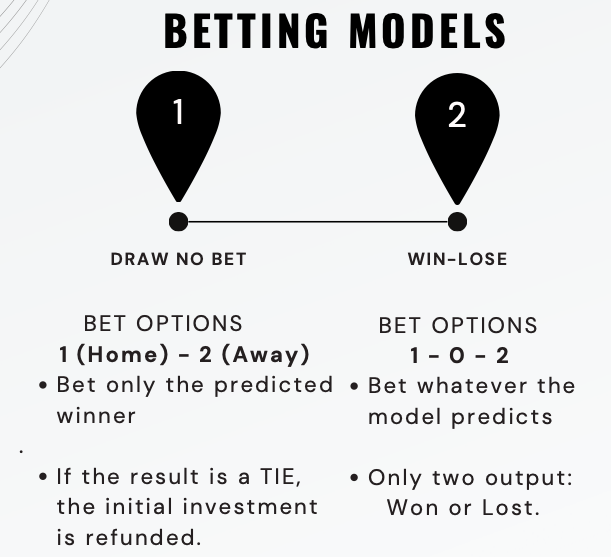 BETTING MODELS
1
2
DRAW NO BET
WIN-LOSE
BET OPTIONS
1 (Home) - 2 (Away)
• Bet only the predicted
winner
.
• If the result is a TIE,
the initial investment
is refunded.
BET OPTIONS
1 - 0 - 2
• Bet whatever the
model predicts
• Only two output:
Won or Lost.